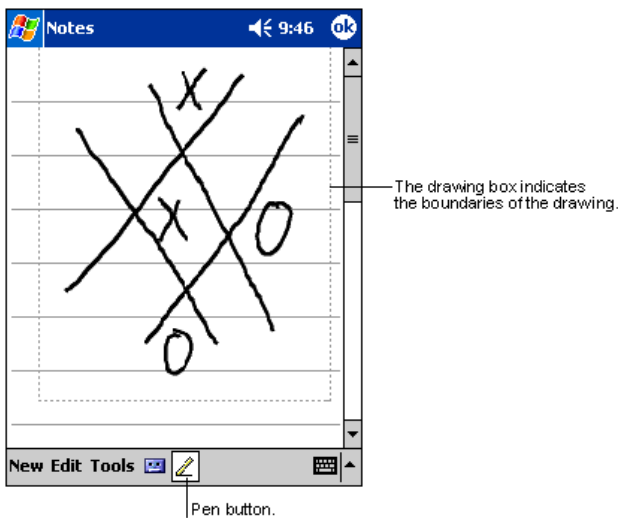 Notes 9:46 ok
X
X
O
O
The drawing box indicates
the boundaries of the drawing.
New Edit Tools
Pen button.